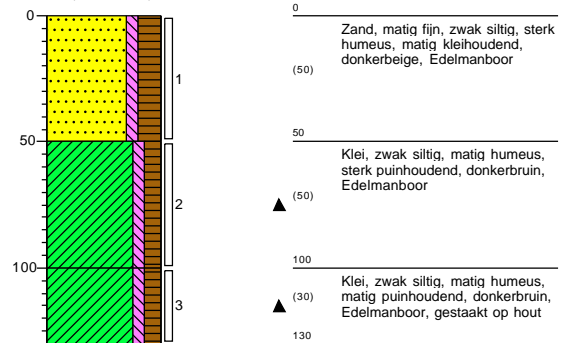 0
50
100
1
2
3
0
Zand, matig fijn, zwak siltig, sterk
humeus, matig kleihoudend,
donkerbeige, Edelmanboor
(50)
50
Klei, zwak siltig, matig humeus,
sterk puinhoudend, donkerbruin,
Edelmanboor
(50)
100
Klei, zwak siltig, matig humeus,
matig puinhoudend, donkerbruin,
Edelmanboor, gestaakt op hout
(30)
130